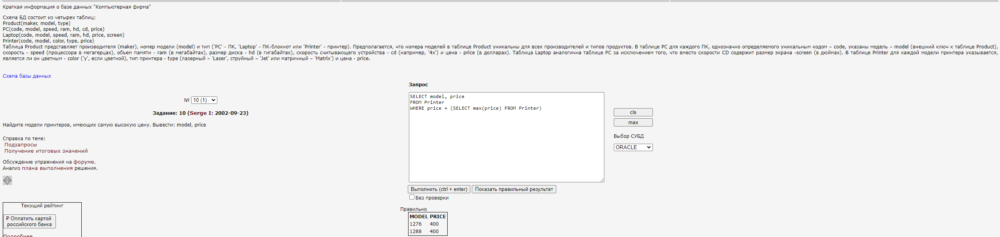 Краткая информация о базе данных "Компьютерная фирма"
Схема БД состоит из четырех таблиц:
Product(maker, model, type)
PC(code, model, speed, ram, hd, cd, price)
Laptop(code, model, speed, ram, hd, price, screen)
Printer(code, model, color, type, price)
Таблица Product представляет производителя (maker), номер модели (model) и тип ('PC' - ПК, 'Laptop' - ПК-блокнот или 'Printer' - принтер). Предполагается, что номера моделей в таблице Product уникальны для всех производителей и типов продуктов. В таблице PC для каждого ПК, однозначно определяемого уникальным кодом – code, указаны модель – model (внешний ключ к таблице Product),
скорость - speed (процессора в мегагерцах), объем памяти - ram (в мегабайтах), размер диска - hd (в гигабайтах), скорость считывающего устройства - cd (например, '4x') и цена - price (в долларах). Таблица Laptop аналогична таблице РС за исключением того, что вместо скорости CD содержит размер экрана -screen (в дюймах). В таблице Printer для каждой модели принтера указывается,
является ли он цветным - color ('y', если цветной), тип принтера - type (лазерный – 'Laser', струйный – 'Jet' или матричный – 'Matrix') и цена - price.
Схема базы данных
№ 10 (1)
Задание: 10 (Serge I: 2002-09-23)
Найдите модели принтеров, имеющих самую высокую цену. Вывести: model, price
Справка по теме:
Подзапросы
Получение итоговых значений
Обсуждение упражнения на форуме.
Анализ плана выполнения решения.
Текущий рейтинг
₽ Оплатить картой
российского банка
Подробнее
Запрос
SELECT model, price
FROM Printer
WHERE price = (SELECT max(price) FROM Printer)
cls
max
Выбор СУБД
ORACLE
Выполнить (ctrl + enter) Показать правильный результат
Без проверки
Правильно
MODEL PRICE
1276 400
1288 400